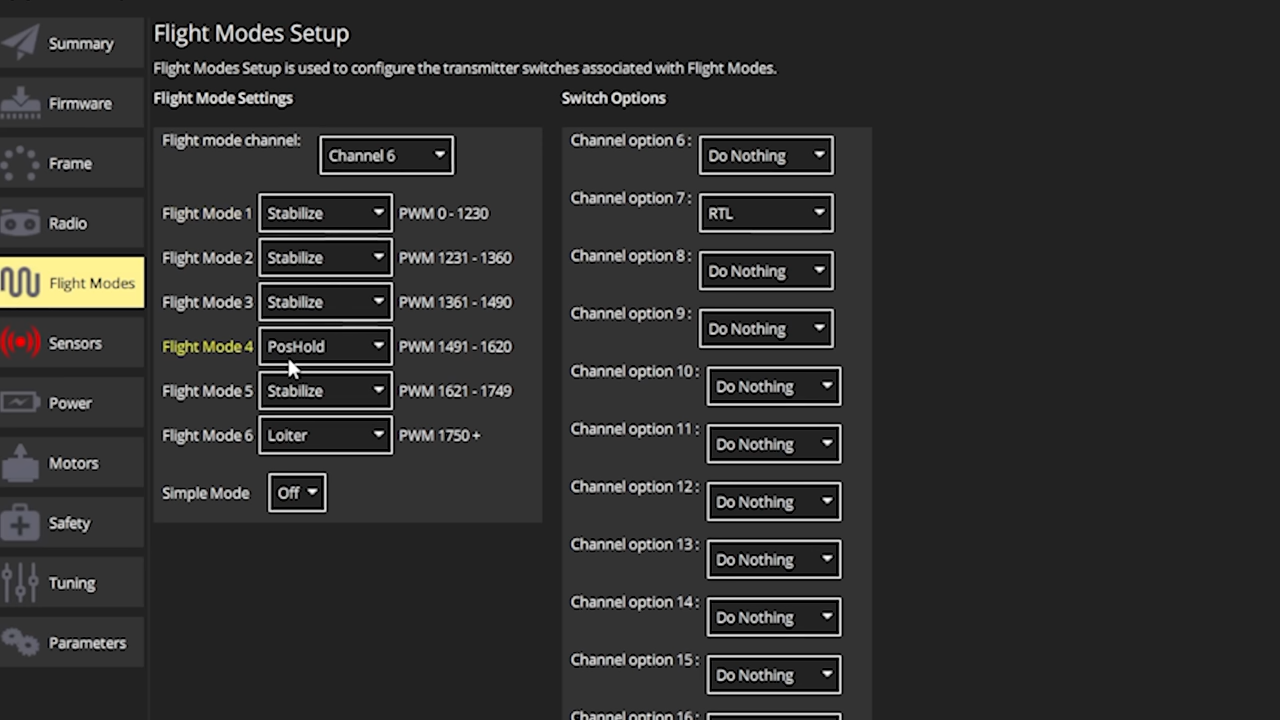 Summary
Firmware
Frame
Radio
Flight Modes
Sensors
Power
Motors
Safety
Tuning
Parameters
Flight Modes Setup
Flight Modes Setup is used to configure the transmitter switches associated with Flight Modes.
Flight Mode Settings
Flight mode channel: Channel 6
Flight Mode 1 Stabilize PWM 0 - 1230
Flight Mode 2 Stabilize PWM 1231 - 1360
Flight Mode 3 Stabilize PWM 1361 - 1490
Flight Mode 4 PosHold PWM 1491 - 1620
Flight Mode 5 Stabilize PWM 1621 - 1749
Flight Mode 6 Loiter PWM 1750 +
Simple Mode Off
Switch Options
Channel option 6 : Do Nothing
Channel option 7 : RTL
Channel option 8 : Do Nothing
Channel option 9 : Do Nothing
Channel option 10 : Do Nothing
Channel option 11 : Do Nothing
Channel option 12 : Do Nothing
Channel option 13 : Do Nothing
Channel option 14 : Do Nothing
Channel option 15 : Do Nothing
Channel option 16 :